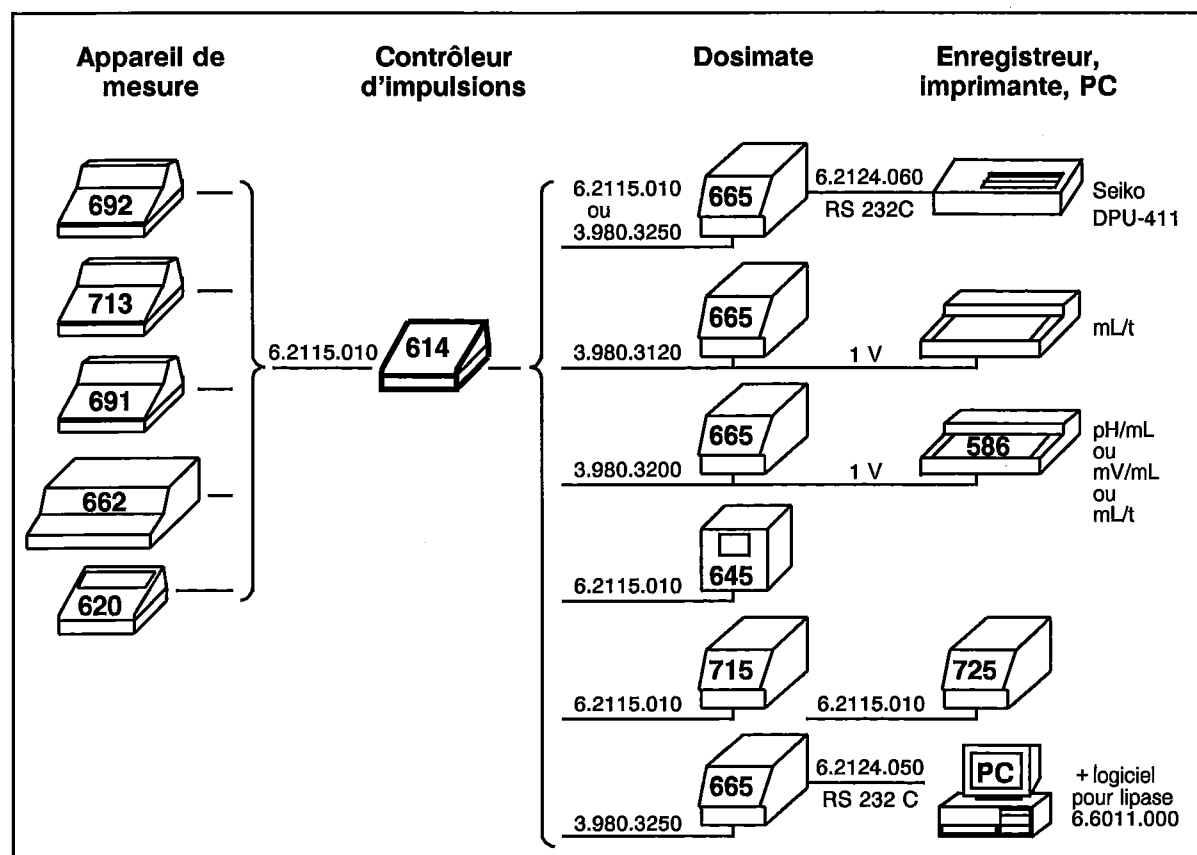 Appareil de
mesure
Contrôleur
d'impulsions
Dosimate
Enregistreur,
imprimante, PC
692
713
691
662
620
6.2115.010
614
6.2115.010
ou
3.980.3250
665
6.2124.060
RS 232C
Seiko
DPU-411
3.980.3120
665
1 V
mL/t
3.980.3200
665
1 V
586
pH/mL
ou
mV/mL
ou
mL/t
6.2115.010
645
6.2115.010
715
6.2115.010
725
3.980.3250
665
6.2124.050
RS 232 C
PC
+ logiciel
pour lipase
6.6011.000